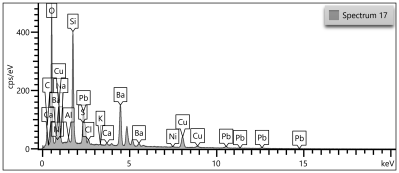 Spectrum 17
400
200
0
cps/eV
O
Si
Cu
C
Na
Ba
Pb
Ca
Al
S
K
N
Cl
Ca
Ba
Cu
Ba
Ni
Cu
Pb
Pb
Pb
Pb
0
5
10
15
keV